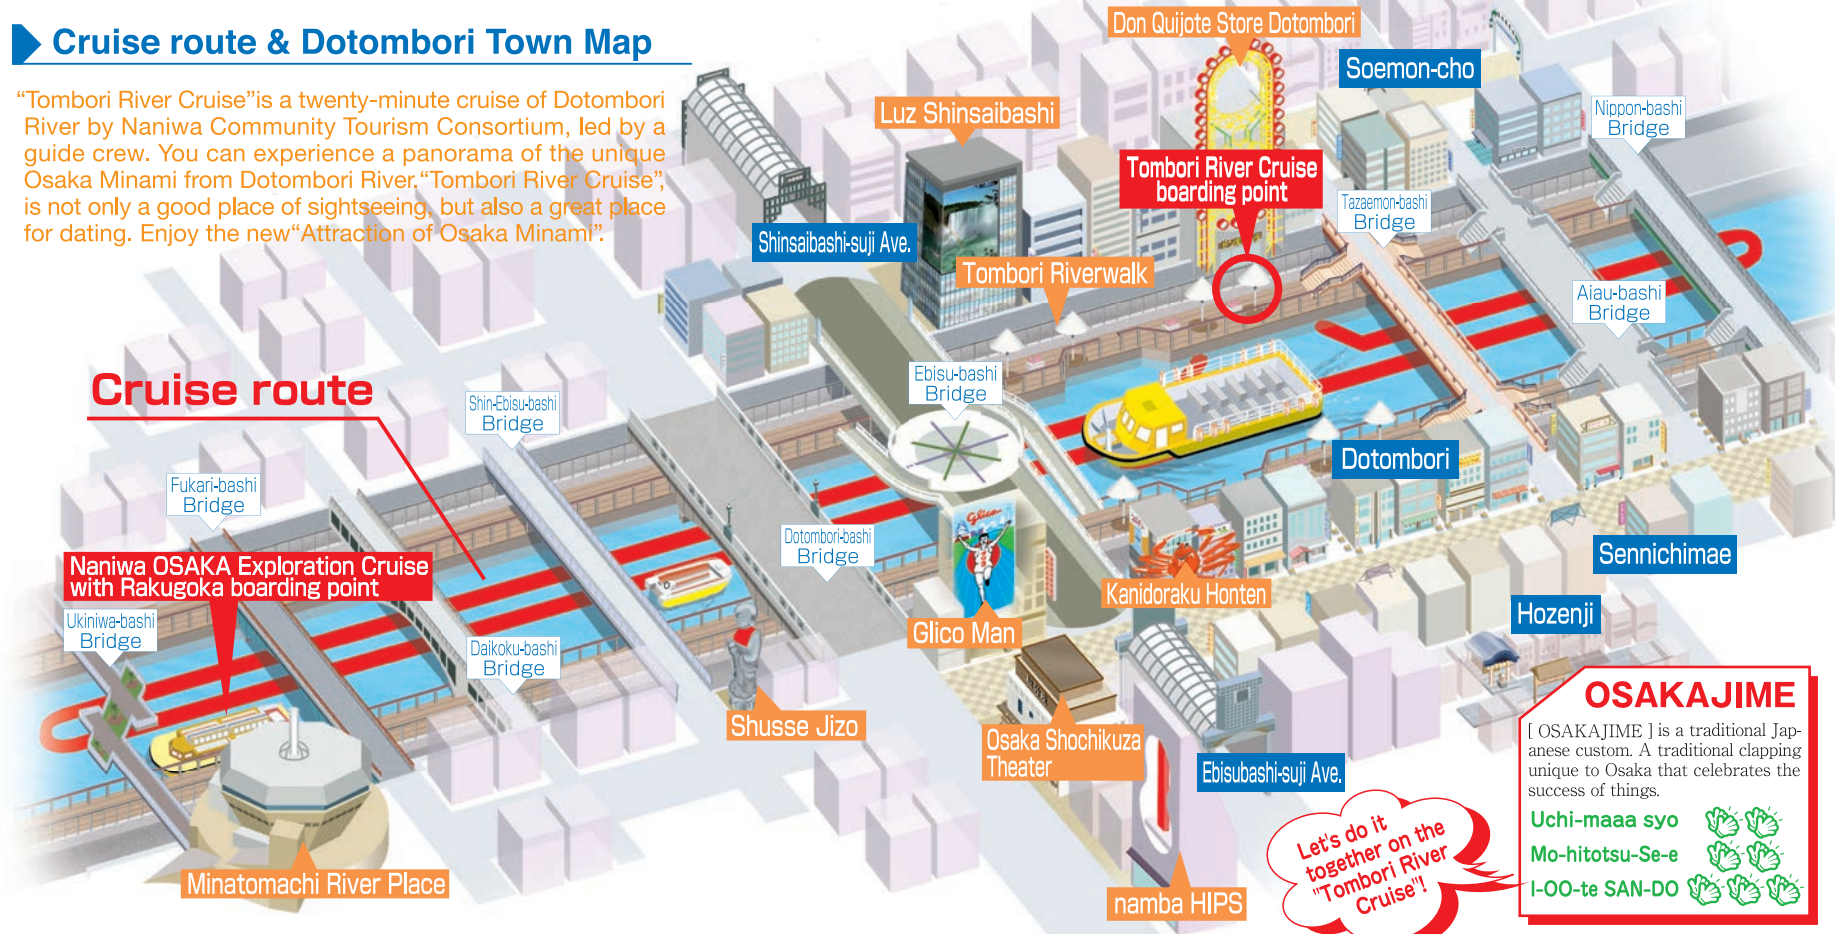 Cruise route & Dotombori Town Map
“Tombori River Cruise”is a twenty-minute cruise of Dotombori
River by Naniwa Community Tourism Consortium, led by a
guide crew. You can experience a panorama of the unique
Osaka Minami from Dotombori River.“Tombori River Cruise”,
is not only a good place of sightseeing, but also a great place
for dating. Enjoy the new“Attraction of Osaka Minami”.
Don Quijote Store Dotombori
Soemon-cho
Luz Shinsaibashi
Nippon-bashi
Bridge
Tombori River Cruise
boarding point
Tazaemon-bashi
Bridge
Shinsaibashi-suji Ave.
Tombori Riverwalk
Aiau-bashi
Bridge
Cruise route
Ebisu-bashi
Bridge
Shin-Ebisu-bashi
Bridge
Dotombori
Fukari-bashi
Bridge
Glico
Dotombori-bashi
Bridge
Sennichimae
Naniwa OSAKA Exploration Cruise
with Rakugoka boarding point
Kanidoraku Honten
Hozenji
Ukiniwa-bashi
Bridge
Glico Man
Daikoku-bashi
Bridge
Shusse Jizo
Osaka Shochikuza
Theater
Ebisubashi-suji Ave.
Minatomachi River Place
namba HIPS
Let's do it
together on the
"Tombori River
Cruise"!
OSAKAJIME
[ OSAKAJIME ] is a traditional Jap-
anese custom. A traditional clapping
unique to Osaka that celebrates the
success of things.
Uchi-maaa syo
Mo-hitotsu-Se-e
I-OO-te SAN-DO